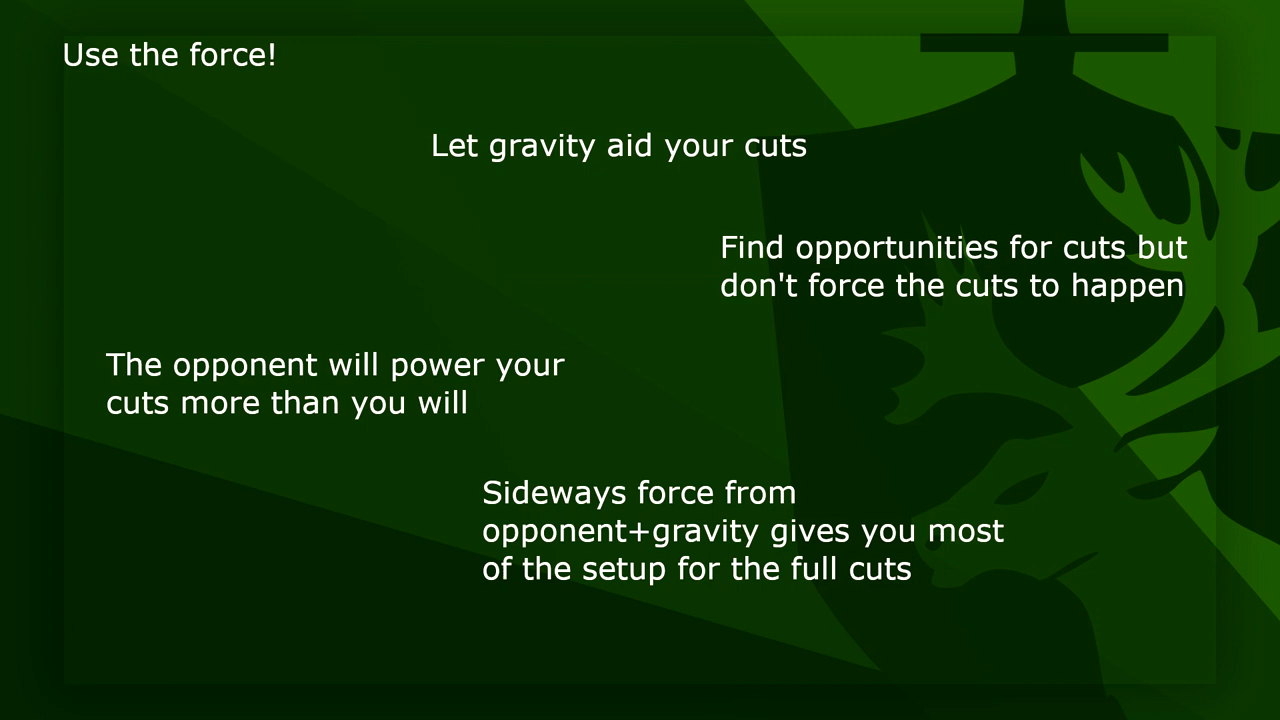 Use the force!
Let gravity aid your cuts
Find opportunities for cuts but
don't force the cuts to happen
The opponent will power your
cuts more than you will
Sideways force from
opponent+gravity gives you most
of the setup for the full cuts